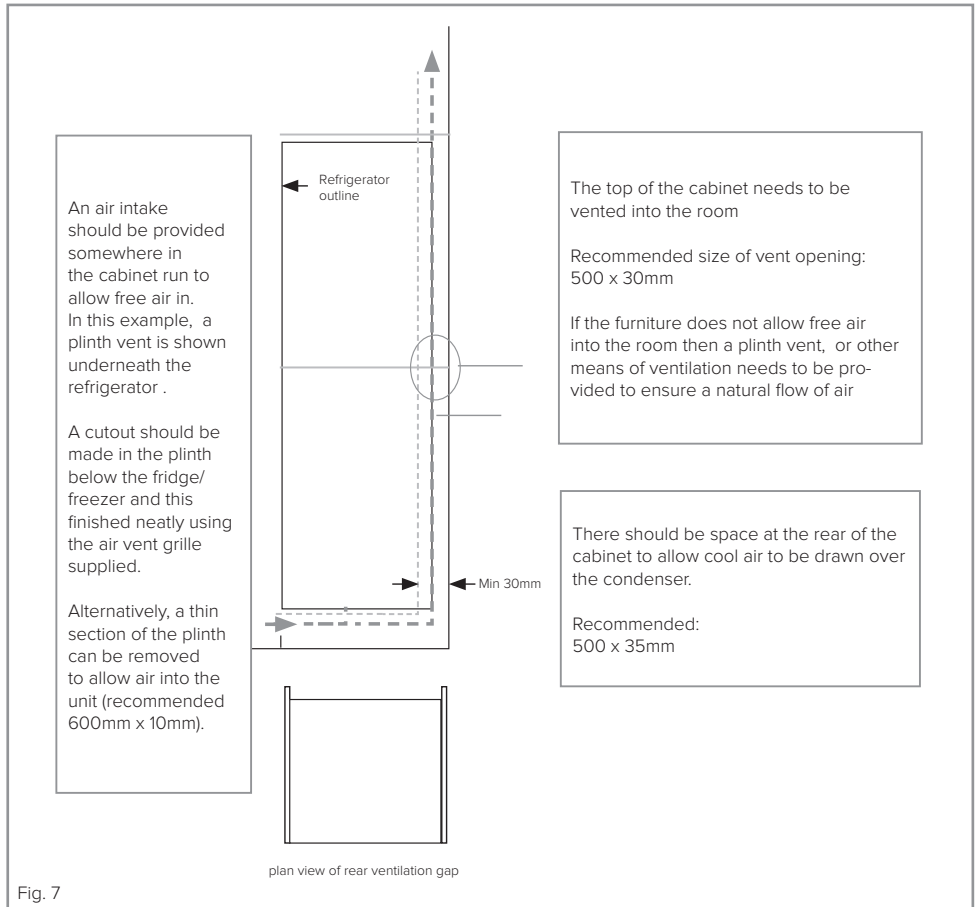 An air intake
should be provided
somewhere in
the cabinet run to
allow free air in.
In this example,  a
plinth vent is shown
underneath the
refrigerator .
A cutout should be
made in the plinth
below the fridge/
freezer and this
finished neatly using
the air vent grille
supplied.
Alternatively, a thin
section of the plinth
can be removed
to allow air into the
unit (recommended
600mm x 10mm).
Refrigerator
outline
Min 30mm
plan view of rear ventilation gap
The top of the cabinet needs to be
vented into the room
Recommended size of vent opening:
500 x 30mm
If the furniture does not allow free air
into the room then a plinth vent,  or other
means of ventilation needs to be pro-
vided to ensure a natural flow of air
There should be space at the rear of the
cabinet to allow cool air to be drawn over
the condenser.
Recommended:
500 x 35mm
Fig. 7